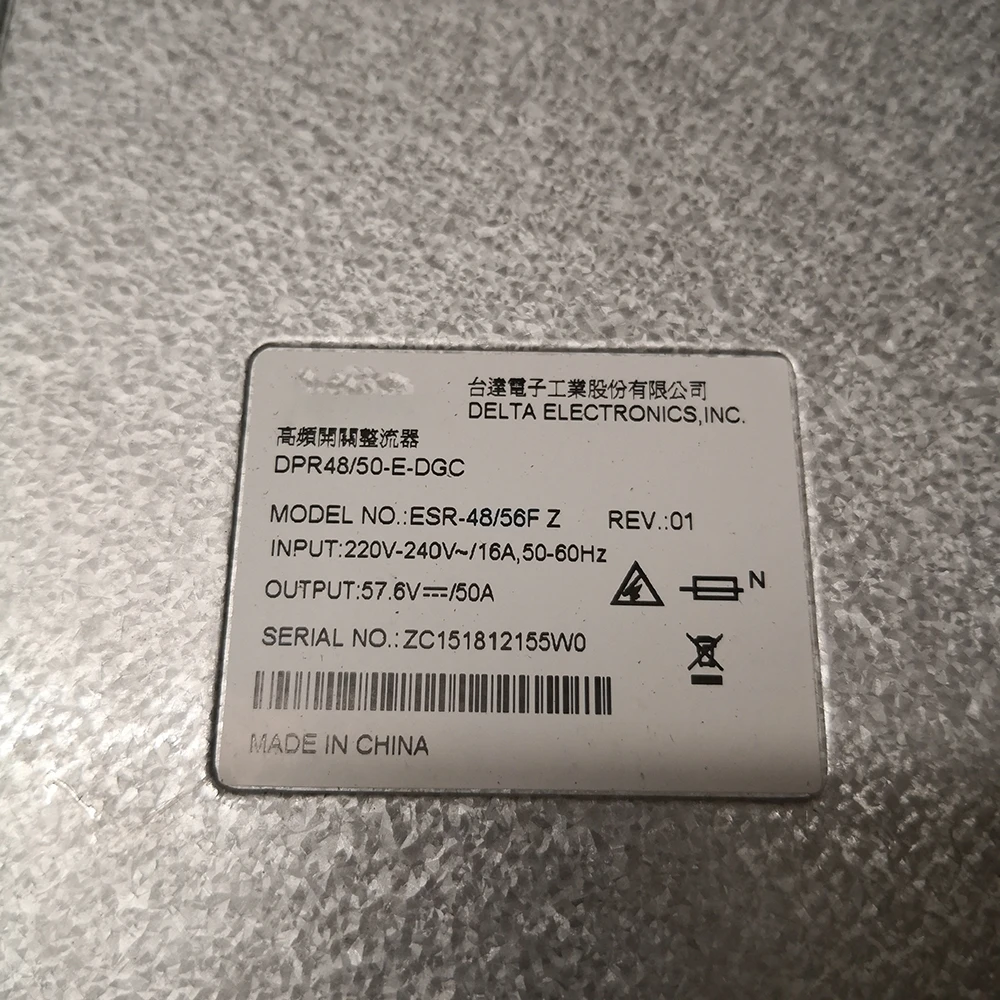 台達電子工業股份有限公司
DELTA ELECTRONICS,INC.
高頻開關整流器
DPR48/50-E-DGC
MODEL NO.:ESR-48/56F Z REV.:01
INPUT:220V-240V~/16A,50-60Hz
OUTPUT:57.6V⎓/50A
N
SERIAL NO.:ZC151812155W0
MADE IN CHINA